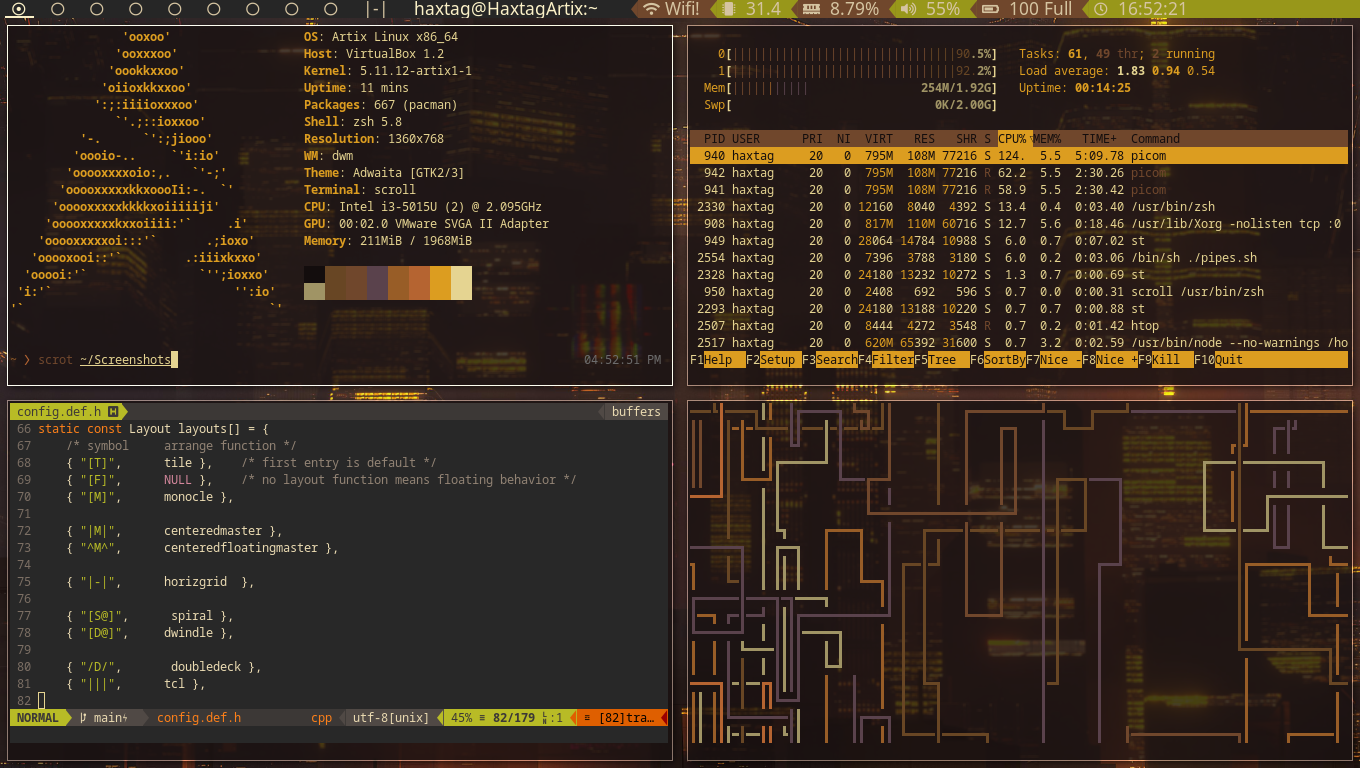 |-| haxtag@HaxtagArtix:~ Wifi! 31.4 8.79% 55% 100 Full 16:52:21
'ooxoo'
'ooxxxoo'
'oookkxxoo'
'oiioxkkxxoo'
':;:iiiioxxxoo'
`'.;::ioxxoo'
'-. `':;jiooo'
'oooio-.. `'i:io'
'ooooxxxxoio:,. `'-;'
'ooooxxxxxkkxoooIi:-. `'
'ooooxxxxxkkkkxoiiiiiji'
'ooooxxxxxkxxoiiii:'` .i'
'ooooxxxxxoi:::'` .;ioxo'
'ooooxooi::'` .:iiixkxxo'
'ooooi:'` `'';ioxxo'
'i:'` '':io'
'` `'
OS: Artix Linux x86_64
Host: VirtualBox 1.2
Kernel: 5.11.12-artix1-1
Uptime: 11 mins
Packages: 667 (pacman)
Shell: zsh 5.8
Resolution: 1360x768
WM: dwm
Theme: Adwaita [GTK2/3]
Terminal: scroll
CPU: Intel i3-5015U (2) @ 2.095GHz
GPU: 00:02.0 VMware SVGA II Adapter
Memory: 211MiB / 1968MiB
~ ❯ scrot ~/Screenshots 04:52:51 PM
0[||||||||||||||||||||||||||||||||90.5%] Tasks: 61, 49 thr; 2 running
1[||||||||||||||||||||||||||||||||92.2%] Load average: 1.83 0.94 0.54
Mem[||||||||||| 254M/1.92G] Uptime: 00:14:25
Swp[ 0K/2.00G]
PID USER PRI NI VIRT RES SHR S CPU%▽MEM% TIME+ Command
940 haxtag 20 0 795M 108M 77216 S 124. 5.5 5:09.78 picom
942 haxtag 20 0 795M 108M 77216 R 62.2 5.5 2:30.26 picom
941 haxtag 20 0 795M 108M 77216 R 58.9 5.5 2:30.42 picom
2330 haxtag 20 0 12160 8040 4392 S 13.4 0.4 0:03.40 /usr/bin/zsh
908 haxtag 20 0 817M 110M 60716 S 12.7 5.6 0:18.46 /usr/lib/Xorg -nolisten tcp :0
949 haxtag 20 0 28064 14784 10988 S 6.0 0.7 0:07.02 st
2554 haxtag 20 0 7396 3788 3180 S 6.0 0.2 0:03.06 /bin/sh ./pipes.sh
2328 haxtag 20 0 24180 13232 10272 S 1.3 0.7 0:00.69 st
950 haxtag 20 0 2408 692 596 S 0.7 0.0 0:00.31 scroll /usr/bin/zsh
2293 haxtag 20 0 24180 13188 10220 S 0.7 0.7 0:00.88 st
2507 haxtag 20 0 8444 4272 3548 R 0.7 0.2 0:01.42 htop
2517 haxtag 20 0 620M 65392 31600 S 0.7 3.2 0:02.59 /usr/bin/node --no-warnings /ho
F1Help F2Setup F3SearchF4FilterF5Tree F6SortByF7Nice -F8Nice +F9Kill F10Quit
config.def.h buffers
66 static const Layout layouts[] = {
67 /* symbol arrange function */
68 { "[T]", tile }, /* first entry is default */
69 { "[F]", NULL }, /* no layout function means floating behavior */
70 { "[M]", monocle },
71
72 { "|M|", centeredmaster },
73 { "^M^", centeredfloatingmaster },
74
75 { "|-|", horizgrid },
76
77 { "[S@]", spiral },
78 { "[D@]", dwindle },
79
80 { "/D/", doubledeck },
81 { "|||", tcl },
82
NORMAL main⚡ config.def.h cpp utf-8[unix] 45% ≡ 82/179 ㏑:1 ≡ [82]tra…